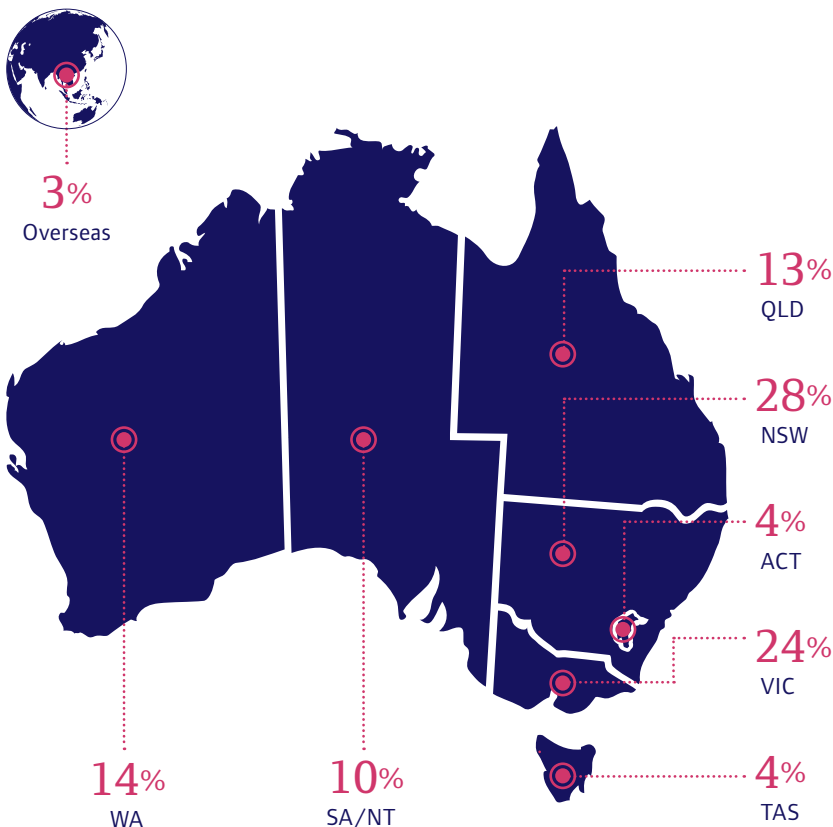 3%
Overseas
13%
QLD
28%
NSW
4%
ACT
24%
VIC
4%
TAS
14%
WA
10%
SA/NT